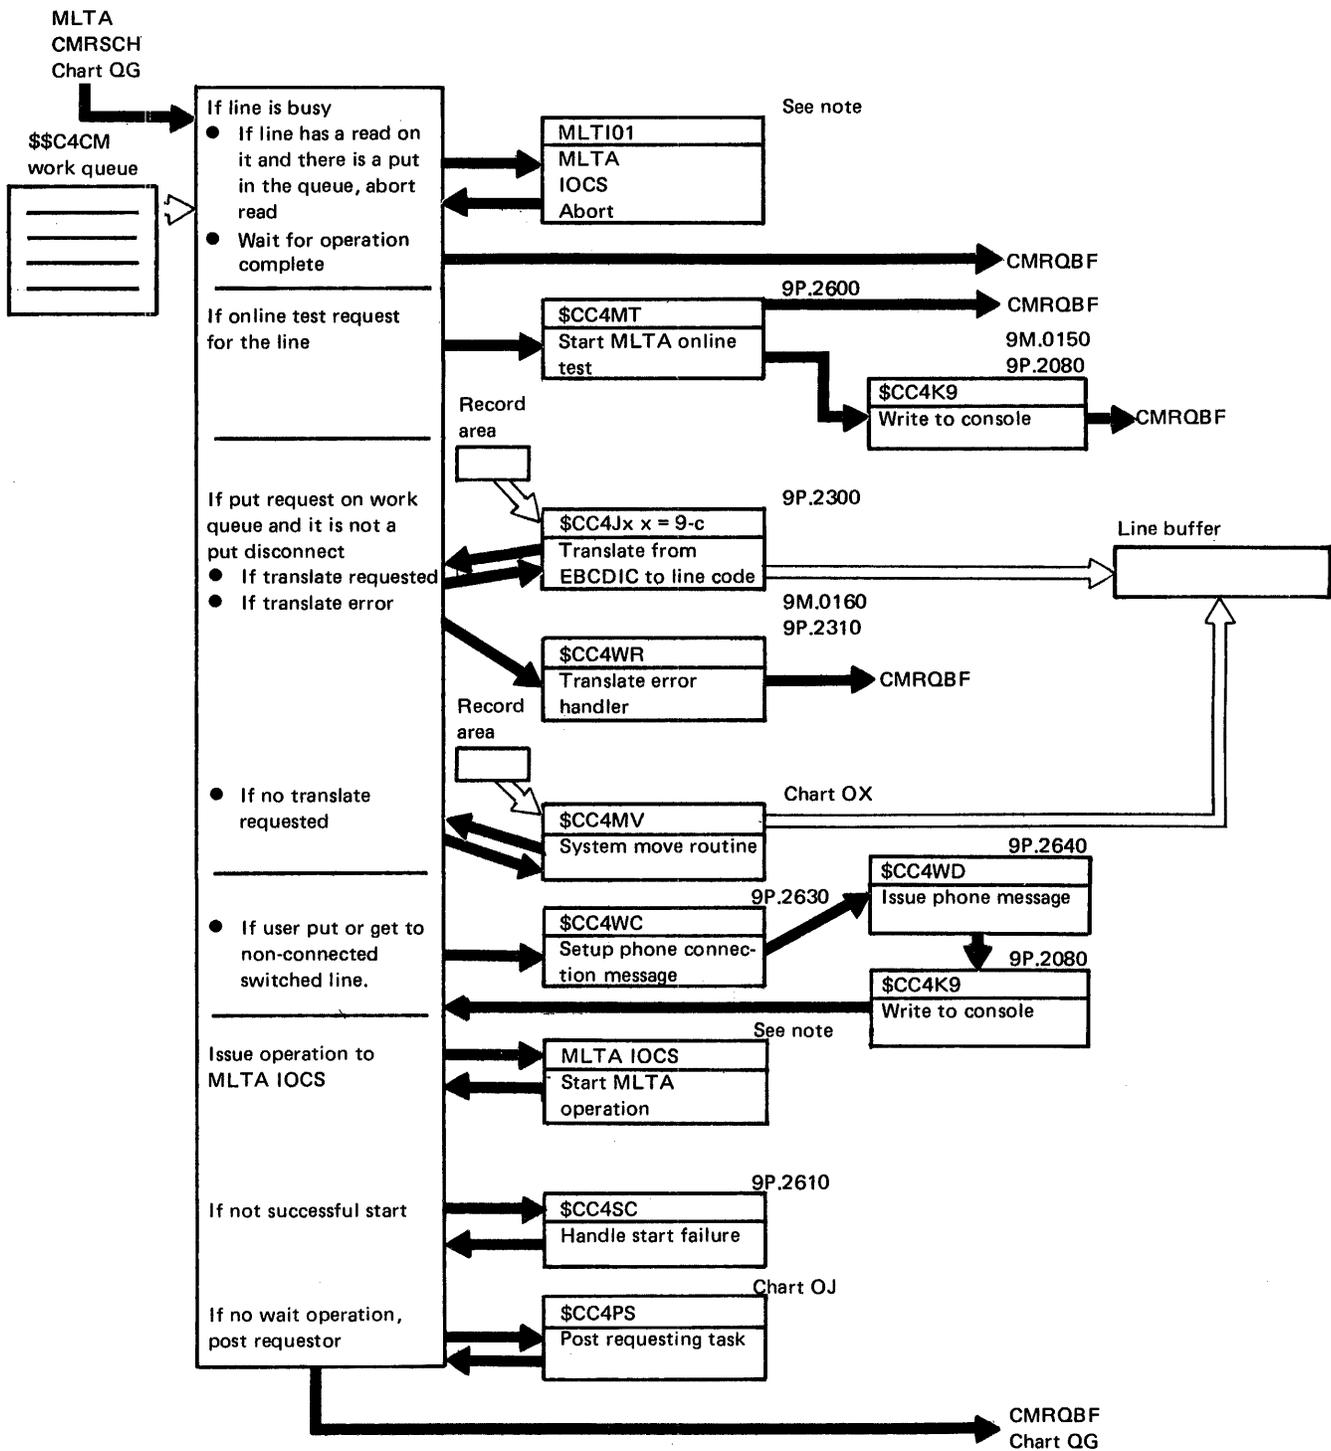 MLTA
CMRSCH
Chart QG
$$C4CM
work queue
If line is busy
● If line has a read on
it and there is a put
in the queue, abort
read
● Wait for operation
complete
See note
MLTI01
MLTA
IOCS
Abort
CMRQBF
If online test request
for the line
9P.2600
$CC4MT
Start MLTA online
test
CMRQBF
9M.0150
9P.2080
$CC4K9
Write to console
CMRQBF
Record
area
If put request on work
queue and it is not a
put disconnect
● If translate requested
● If translate error
9P.2300
$CC4Jx x = 9-c
Translate from
EBCDIC to line code
Line buffer
9M.0160
9P.2310
$CC4WR
Translate error
handler
CMRQBF
Record
area
● If no translate
requested
Chart OX
$CC4MV
System move routine
9P.2640
$CC4WD
Issue phone message
● If user put or get to
non-connected
switched line.
9P.2630
$CC4WC
Setup phone connec-
tion message
9P.2080
$CC4K9
Write to console
See note
Issue operation to
MLTA IOCS
MLTA IOCS
Start MLTA
operation
If not successful start
9P.2610
$CC4SC
Handle start failure
If no wait operation,
post requestor
Chart OJ
$CC4PS
Post requesting task
CMRQBF
Chart QG